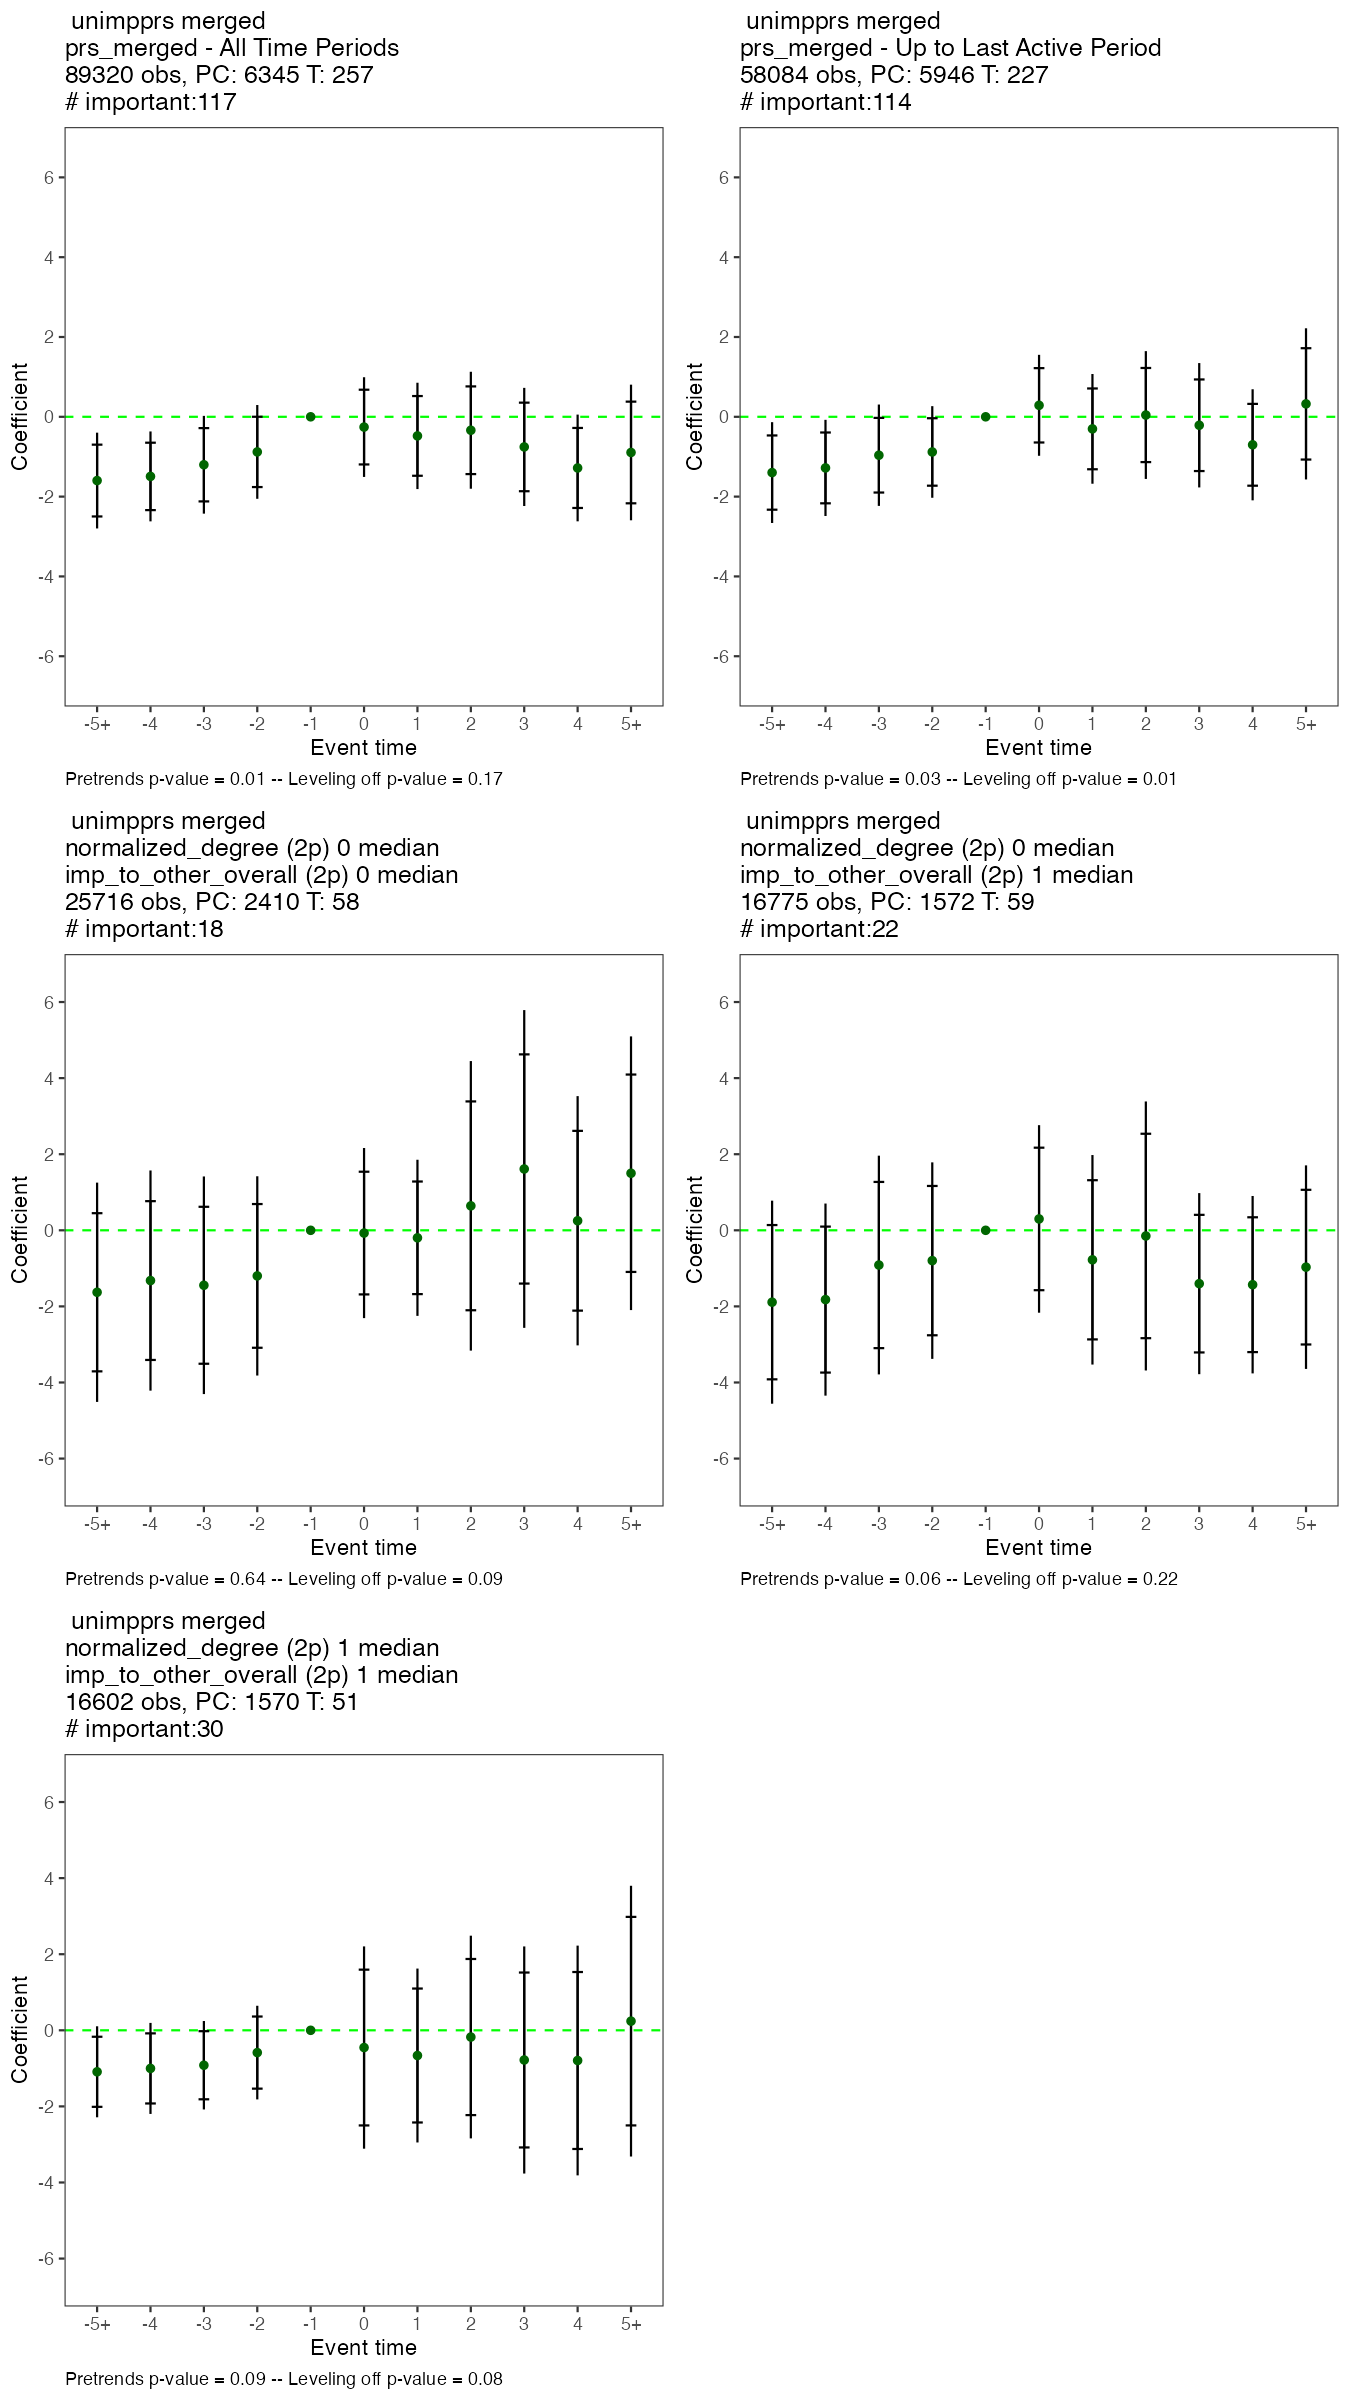 unimpprs merged
prs_merged - All Time Periods
89320 obs, PC: 6345 T: 257
# important:117
6
4
2
0
-2
-4
-6
Coefficient
-5+ -4 -3 -2 -1 0 1 2 3 4 5+
Event time
Pretrends p-value = 0.01 -- Leveling off p-value = 0.17
unimpprs merged
prs_merged - Up to Last Active Period
58084 obs, PC: 5946 T: 227
# important:114
6
4
2
0
-2
-4
-6
Coefficient
-5+ -4 -3 -2 -1 0 1 2 3 4 5+
Event time
Pretrends p-value = 0.03 -- Leveling off p-value = 0.01
unimpprs merged
normalized_degree (2p) 0 median
imp_to_other_overall (2p) 0 median
25716 obs, PC: 2410 T: 58
# important:18
6
4
2
0
-2
-4
-6
Coefficient
-5+ -4 -3 -2 -1 0 1 2 3 4 5+
Event time
Pretrends p-value = 0.64 -- Leveling off p-value = 0.09
unimpprs merged
normalized_degree (2p) 0 median
imp_to_other_overall (2p) 1 median
16775 obs, PC: 1572 T: 59
# important:22
6
4
2
0
-2
-4
-6
Coefficient
-5+ -4 -3 -2 -1 0 1 2 3 4 5+
Event time
Pretrends p-value = 0.06 -- Leveling off p-value = 0.22
unimpprs merged
normalized_degree (2p) 1 median
imp_to_other_overall (2p) 1 median
16602 obs, PC: 1570 T: 51
# important:30
6
4
2
0
-2
-4
-6
Coefficient
-5+ -4 -3 -2 -1 0 1 2 3 4 5+
Event time
Pretrends p-value = 0.09 -- Leveling off p-value = 0.08